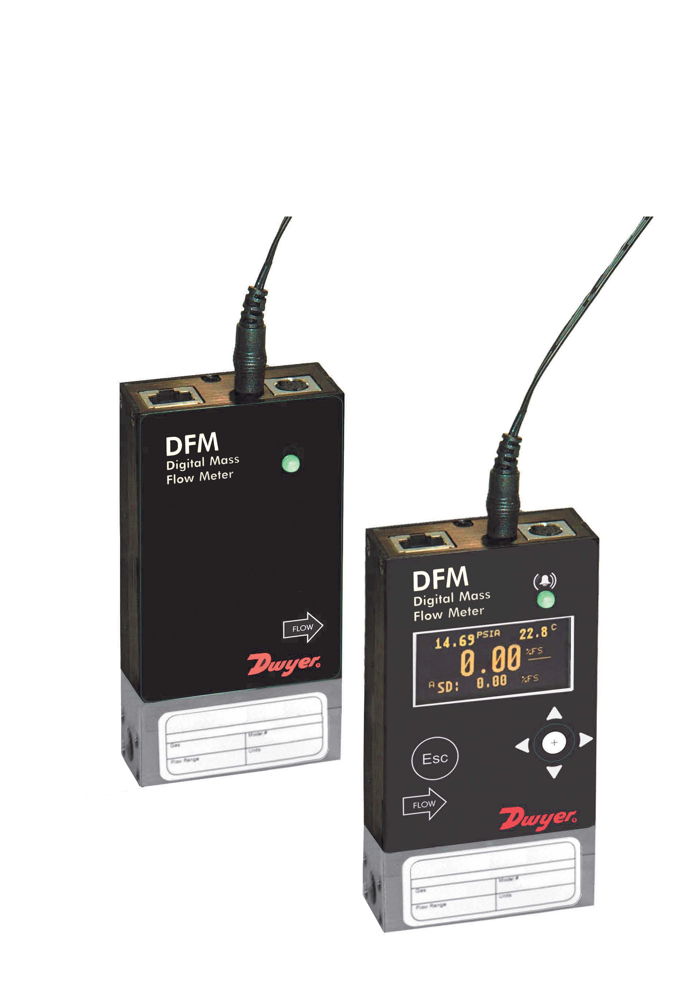 DFM
Digital Mass
Flow Meter
FLOW
Dwyer®
Gas
Model #
Flow Range
Units
DFM
Digital Mass
Flow Meter
14.69 PSIA 22.8 C
0.00 %FS
A SD: 0.00 %FS
Esc
FLOW
Dwyer®
Gas
Model #
Flow Range
Units